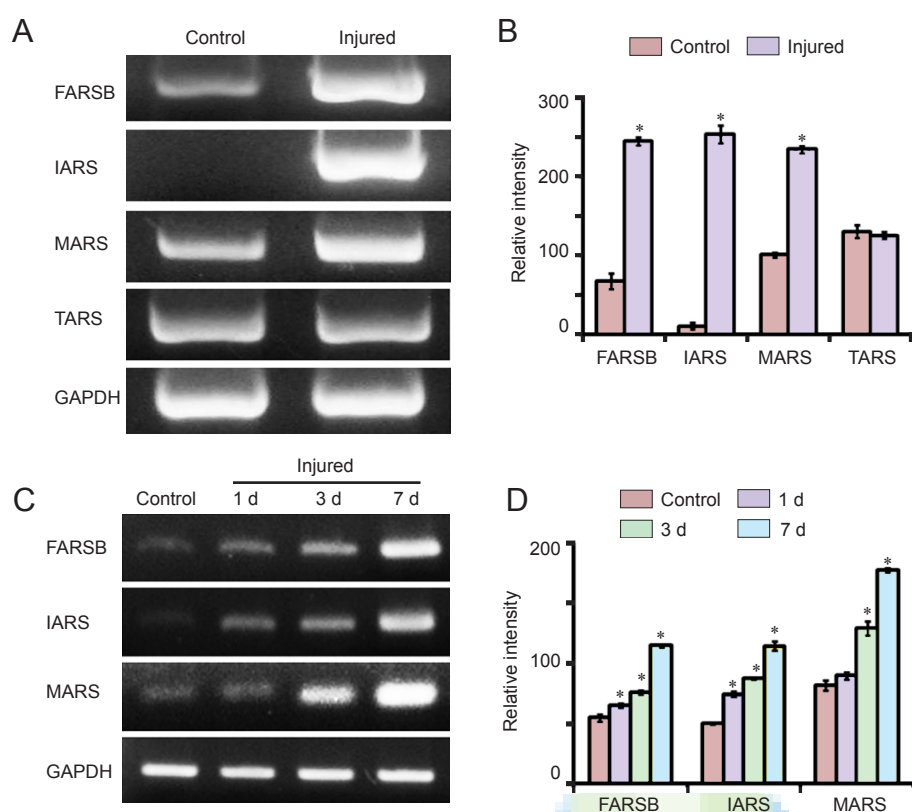 A
Control Injured
FARSB
IARS
MARS
TARS
GAPDH
B
Control Injured
Relative intensity
300
200
100
0
* * *
FARSB IARS MARS TARS
C
Injured
Control 1 d 3 d 7 d
FARSB
IARS
MARS
GAPDH
D
Control 1 d
3 d 7 d
Relative intensity
200
100
0
* * * * * * * *
FARSB IARS MARS